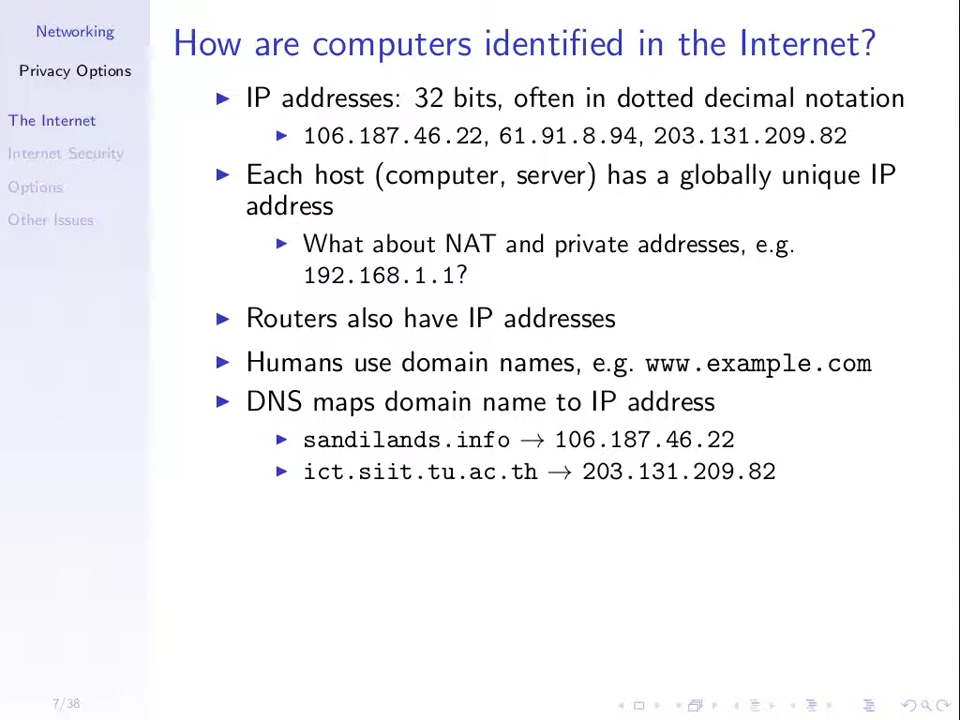 Networking
Privacy Options
The Internet
Internet Security
Options
Other Issues
How are computers identified in the Internet?
IP addresses: 32 bits, often in dotted decimal notation
106.187.46.22, 61.91.8.94, 203.131.209.82
Each host (computer, server) has a globally unique IP
address
What about NAT and private addresses, e.g.
192.168.1.1?
Routers also have IP addresses
Humans use domain names, e.g. www.example.com
DNS maps domain name to IP address
sandilands.info → 106.187.46.22
ict.siit.tu.ac.th → 203.131.209.82
7/38